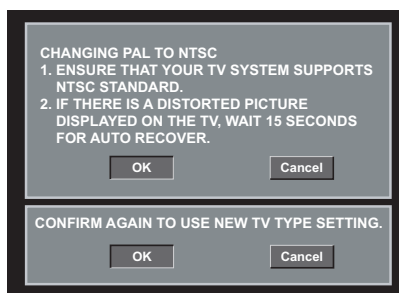 CHANGING PAL TO NTSC
1. ENSURE THAT YOUR TV SYSTEM SUPPORTS
NTSC STANDARD.
2. IF THERE IS A DISTORTED PICTURE
DISPLAYED ON THE TV, WAIT 15 SECONDS
FOR AUTO RECOVER.
OK Cancel
CONFIRM AGAIN TO USE NEW TV TYPE SETTING.
OK Cancel